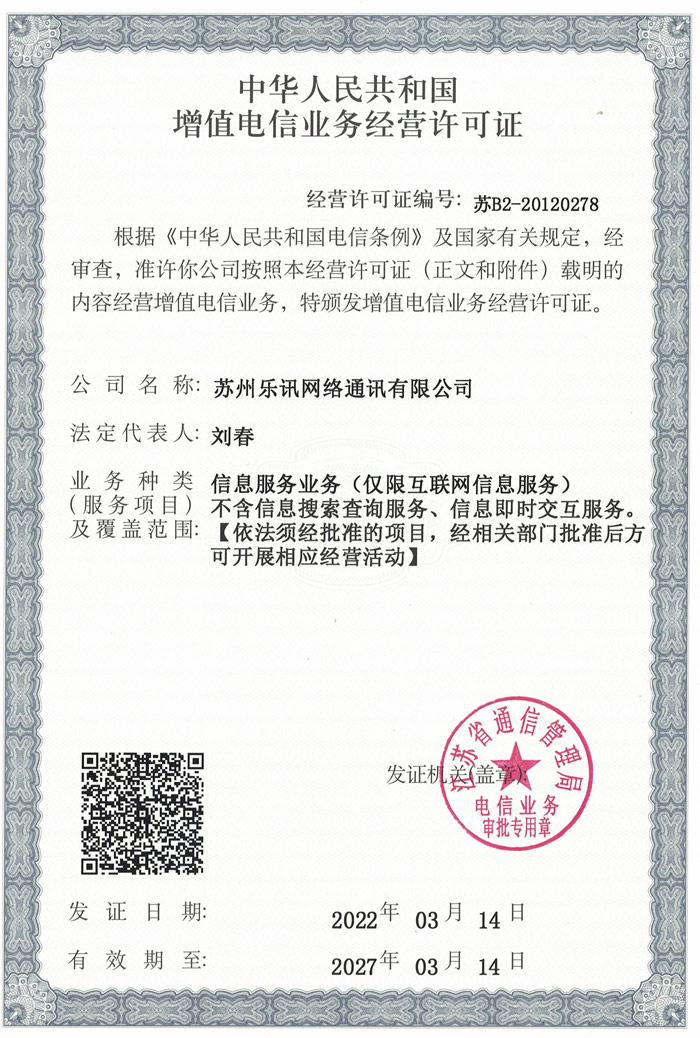 中华人民共和国
增值电信业务经营许可证
经营许可证编号: 苏B2-20120278
根据《中华人民共和国电信条例》及国家有关规定，经
审查，准许你公司按照本经营许可证（正文和附件）载明的
内容经营增值电信业务，特颁发增值电信业务经营许可证。
公司名称: 苏州乐讯网络通讯有限公司
法定代表人: 刘春
业务种类 信息服务业务（仅限互联网信息服务）
(服务项目) 不含信息搜索查询服务、信息即时交互服务。
及覆盖范围: 【依法须经批准的项目，经相关部门批准后方
可开展相应经营活动】
江苏省通信管理局
发证机关(盖章):
电信业务
审批专用章
发证日期: 2022年 03月 14日
有效期至: 2027年 03月 14日